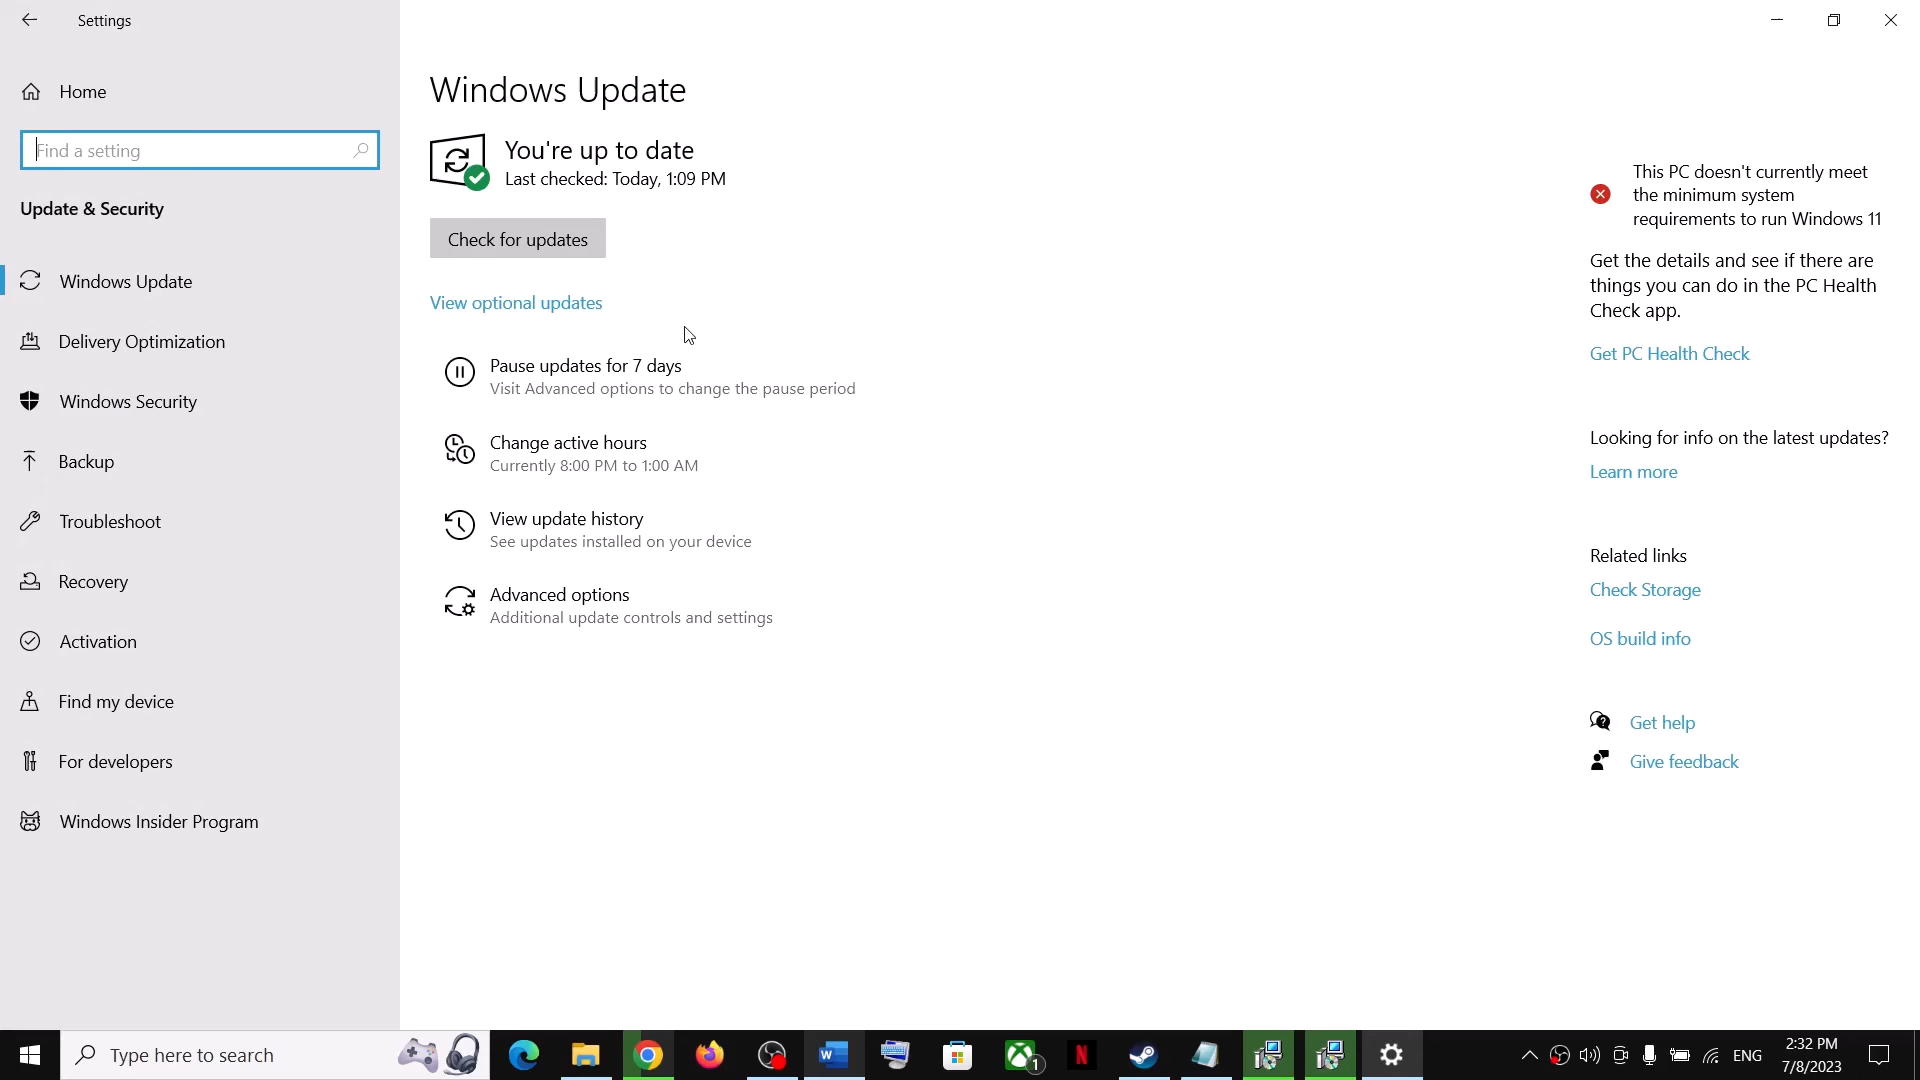 Settings
Home
Find a setting
Update & Security
Windows Update
Delivery Optimization
Windows Security
Backup
Troubleshoot
Recovery
Activation
Find my device
For developers
Windows Insider Program
Windows Update
You're up to date
Last checked: Today, 1:09 PM
Check for updates
View optional updates
Pause updates for 7 days
Visit Advanced options to change the pause period
Change active hours
Currently 8:00 PM to 1:00 AM
View update history
See updates installed on your device
Advanced options
Additional update controls and settings
This PC doesn't currently meet
the minimum system
requirements to run Windows 11
Get the details and see if there are
things you can do in the PC Health
Check app.
Get PC Health Check
Looking for info on the latest updates?
Learn more
Related links
Check Storage
OS build info
Get help
Give feedback
Type here to search
W
1
N
ENG
2:32 PM
7/8/2023